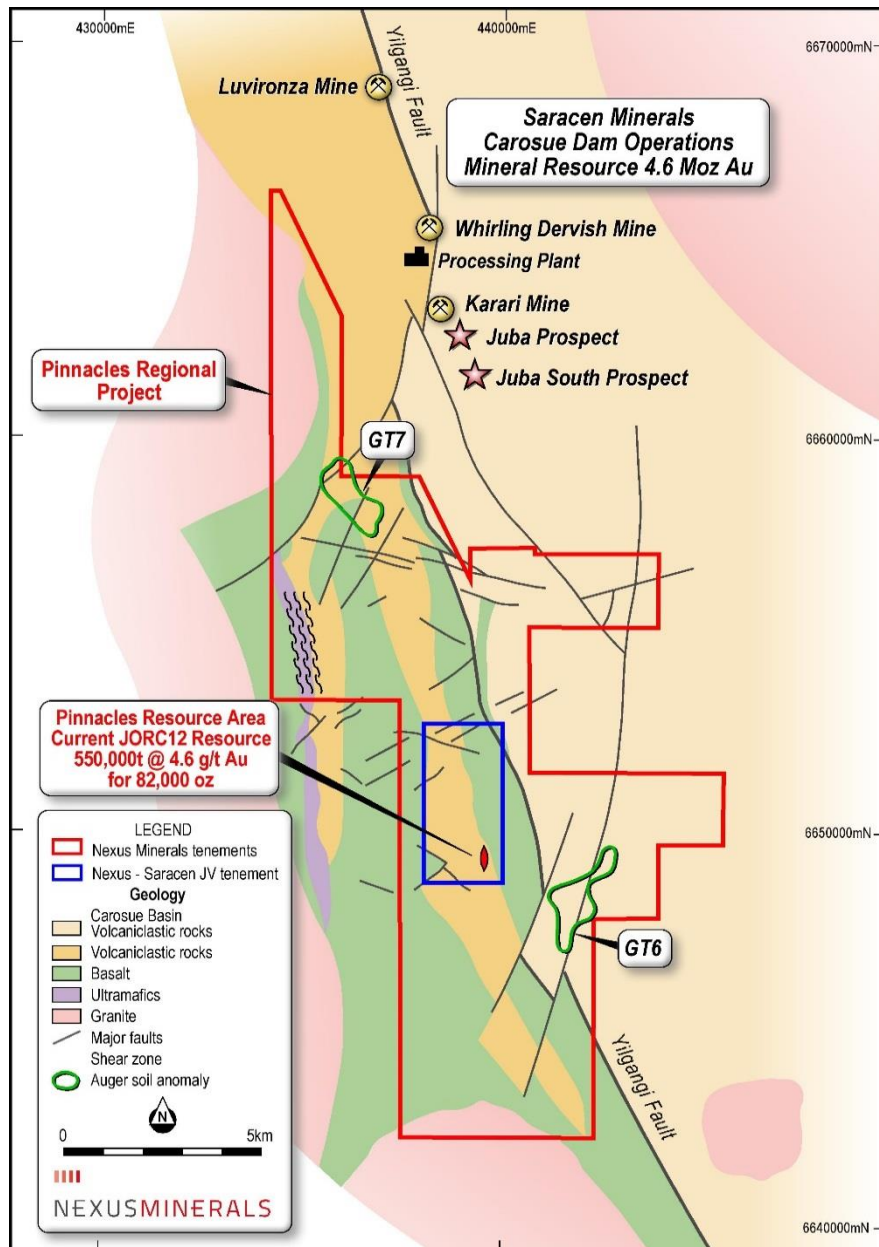 430000mE
440000mE
6670000mN
Luvironza Mine
Yilgangi Fault
Saracen Minerals
Carosue Dam Operations
Mineral Resource 4.6 Moz Au
Whirling Dervish Mine
Processing Plant
Karari Mine
Juba Prospect
Juba South Prospect
Pinnacles Regional
Project
GT7
6660000mN
Pinnacles Resource Area
Current JORC12 Resource
550,000t @ 4.6 g/t Au
for 82,000 oz
6650000mN
LEGEND
Nexus Minerals tenements
Nexus - Saracen JV tenement
Geology
Carosue Basin
Volcaniclastic rocks
Volcaniclastic rocks
Basalt
Ultramafics
Granite
Major faults
Shear zone
Auger soil anomaly
N
0
5km
NEXUSMINERALS
GT6
Yilgangi Fault
6640000mN